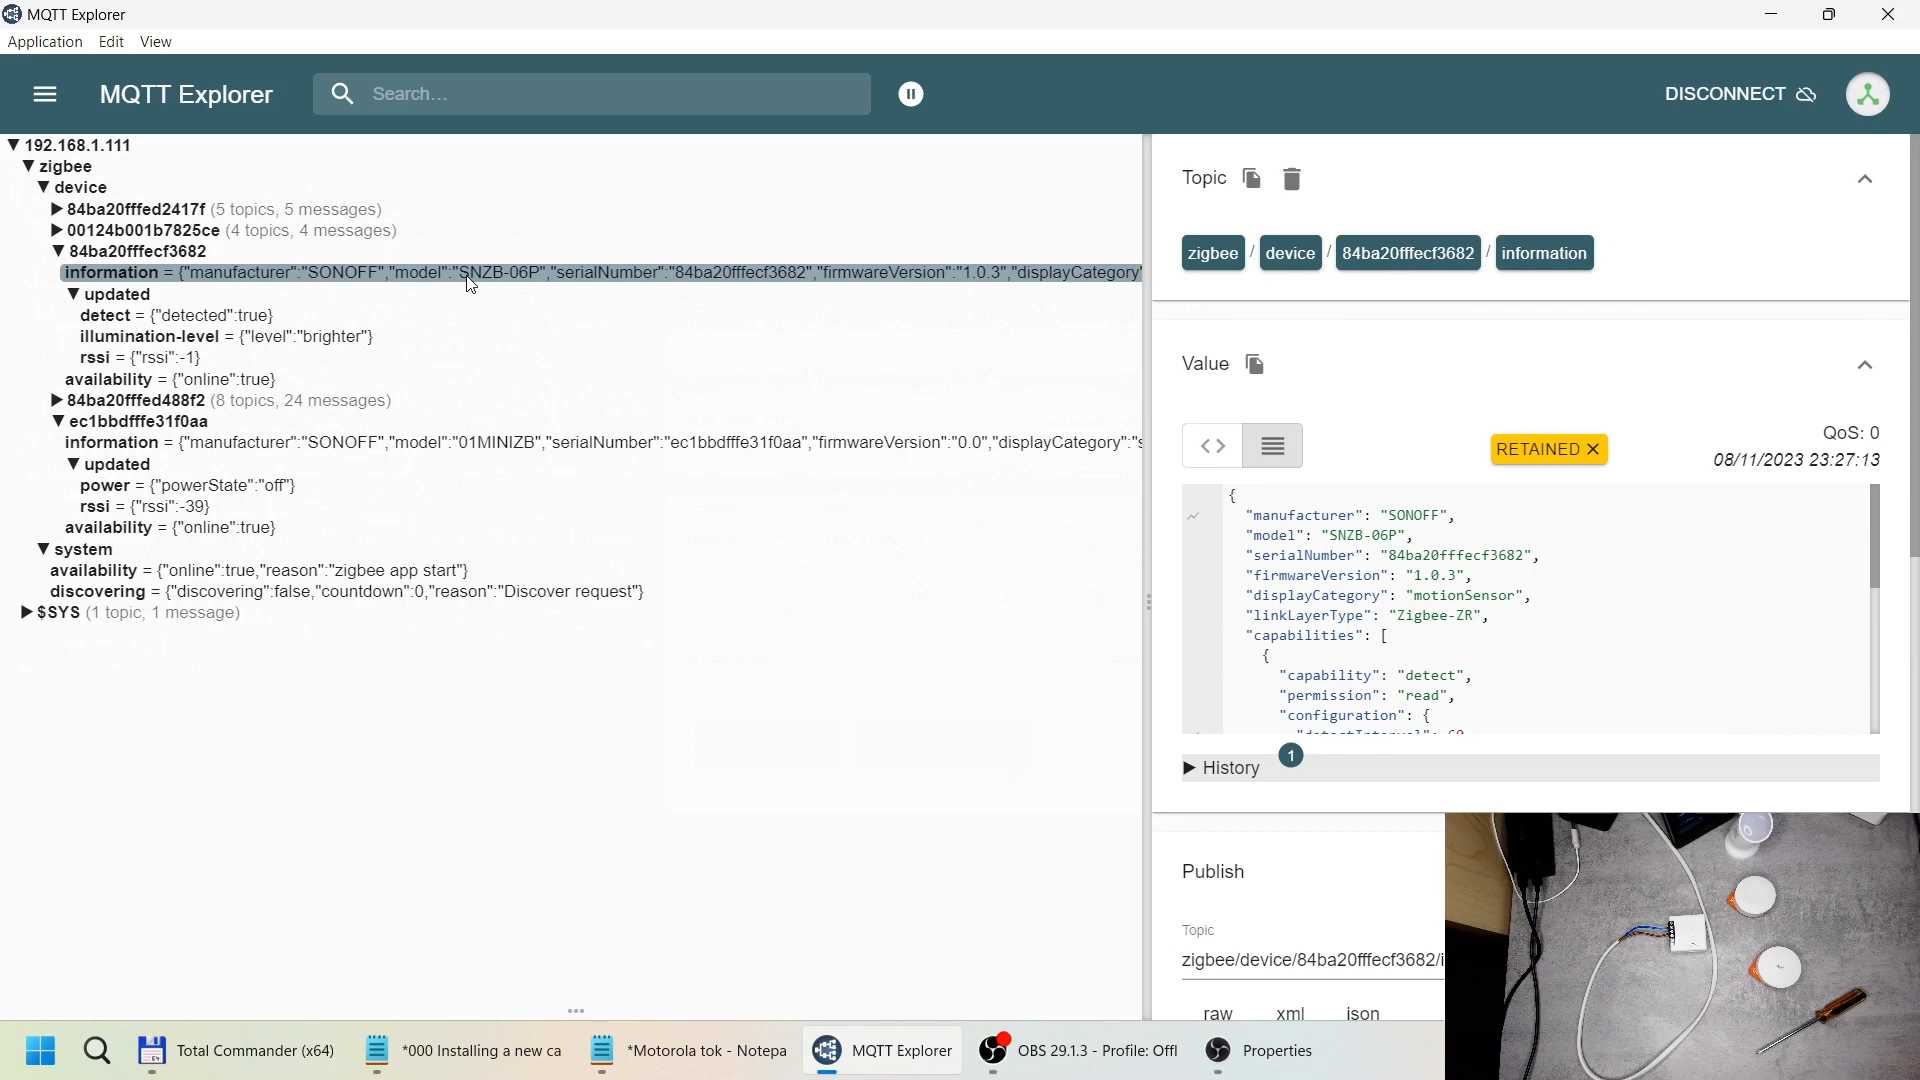 MQTT Explorer
Application Edit View
MQTT Explorer
Search...
DISCONNECT
▼ 192.168.1.111
▼ zigbee
▼ device
▶ 84ba20fffed2417f (5 topics, 5 messages)
▶ 00124b001b7825ce (4 topics, 4 messages)
▼ 84ba20fffecf3682
information = {"manufacturer":"SONOFF","model":"SNZB-06P","serialNumber":"84ba20fffecf3682","firmwareVersion":"1.0.3","displayCategory"
▼ updated
detect = {"detected":true}
illumination-level = {"level":"brighter"}
rssi = {"rssi":-1}
availability = {"online":true}
▶ 84ba20fffed488f2 (8 topics, 24 messages)
▼ ec1bbdfffe31f0aa
information = {"manufacturer":"SONOFF","model":"01MINIZB","serialNumber":"ec1bbdfffe31f0aa","firmwareVersion":"0.0","displayCategory":"s
▼ updated
power = {"powerState":"off"}
rssi = {"rssi":-39}
availability = {"online":true}
▼ system
availability = {"online":true,"reason":"zigbee app start"}
discovering = {"discovering":false,"countdown":0,"reason":"Discover request"}
▶ $SYS (1 topic, 1 message)
Topic
zigbee / device / 84ba20fffecf3682 / information
Value
QoS: 0
RETAINED ✕
08/11/2023 23:27:13
{
"manufacturer": "SONOFF",
"model": "SNZB-06P",
"serialNumber": "84ba20fffecf3682",
"firmwareVersion": "1.0.3",
"displayCategory": "motionSensor",
"linkLayerType": "Zigbee-ZR",
"capabilities": [
{
"capability": "detect",
"permission": "read",
"configuration": {
▶ History 1
Publish
Topic
zigbee/device/84ba20fffecf3682/i
raw xml json
64
Total Commander (x64)
*000 Installing a new ca
*Motorola tok - Notepa
MQTT Explorer
OBS 29.1.3 - Profile: Offl
Properties